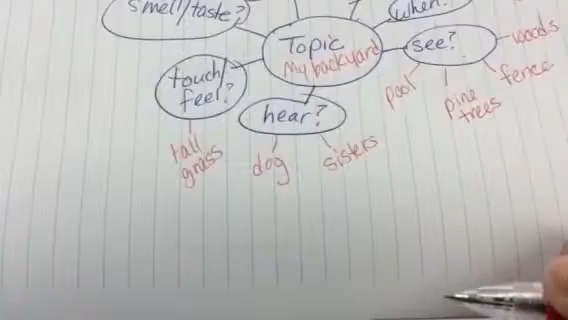 smell/taste?
when?
Topic
My backyard
see?
woods
fence
pine
trees
pool
touch/
feel?
hear?
tall
grass
dog
sisters